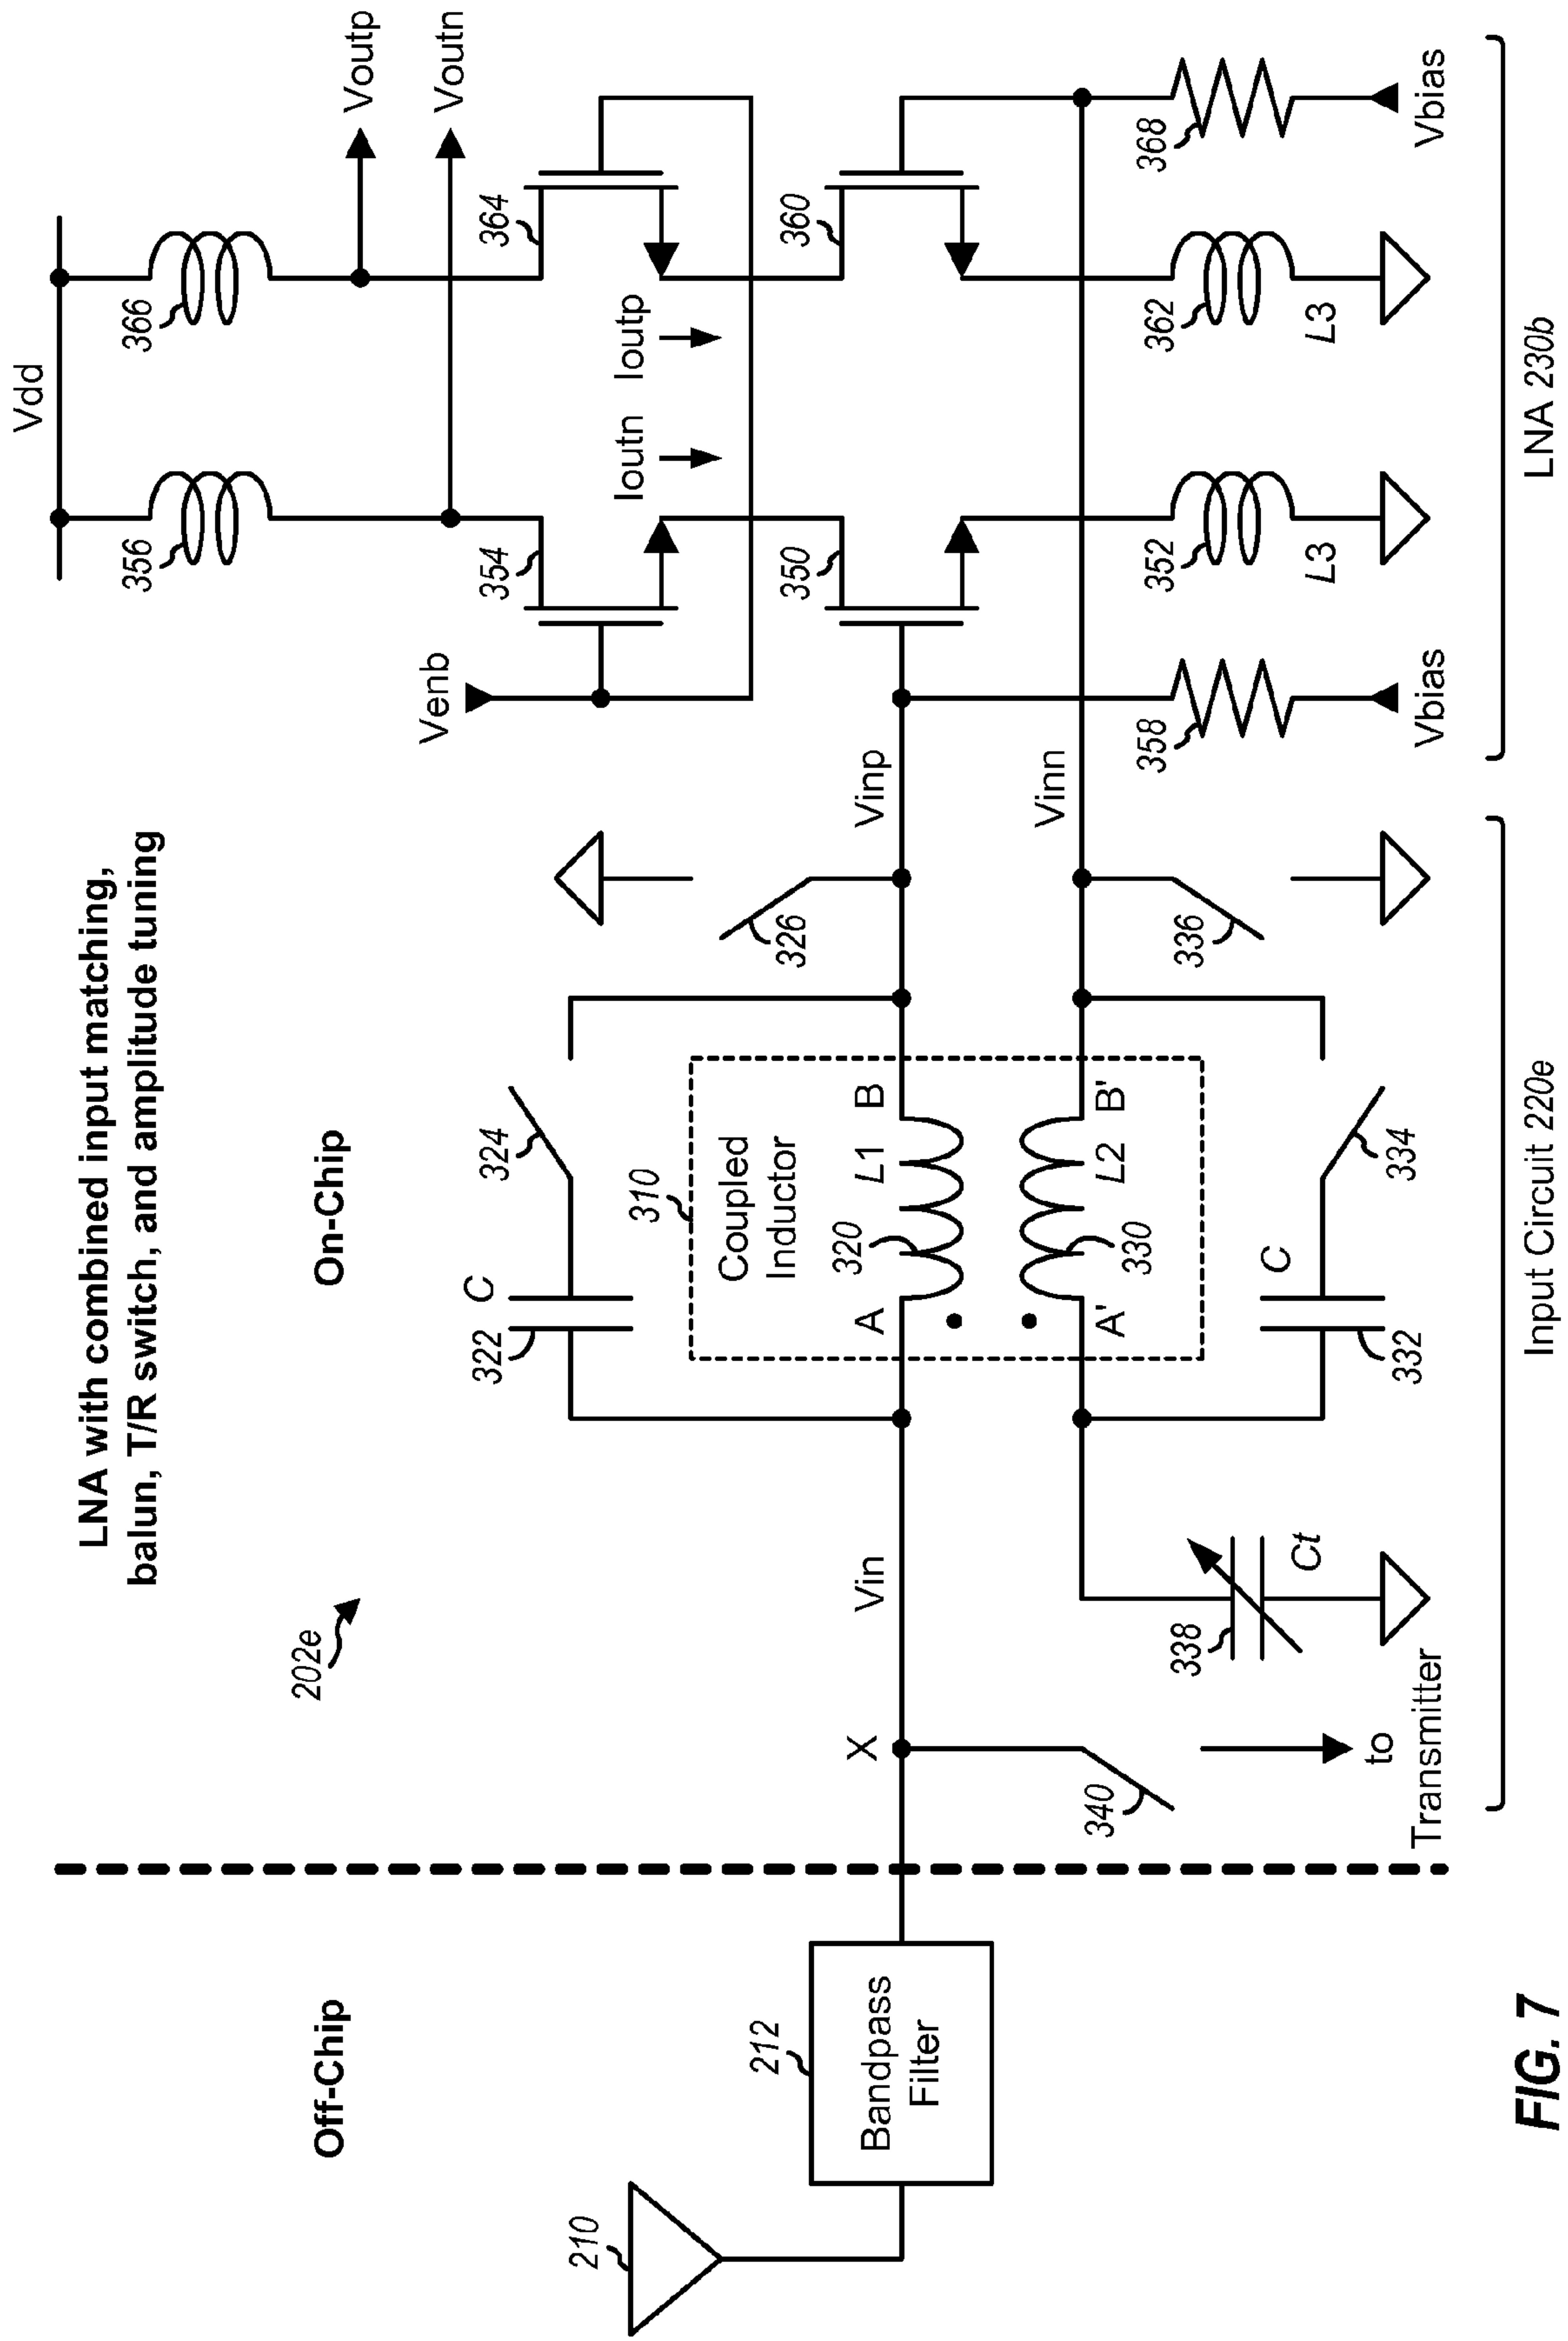 LNA with combined input matching,
balun, T/R switch, and amplitude tuning
Off-Chip
On-Chip
202e
210
212
Bandpass
Filter
X
Vin
340
to
Transmitter
338
Ct
322
C
324
310
Coupled
Inductor
A
320
L1
B
A'
330
L2
B'
332
C
334
326
336
Vinp
Vinn
Vdd
356
366
Voutp
Voutn
Venb
354
364
Ioutn
Ioutp
350
360
358
352
L3
362
L3
368
Vbias
Vbias
Input Circuit 220e
LNA 230b
FIG. 7